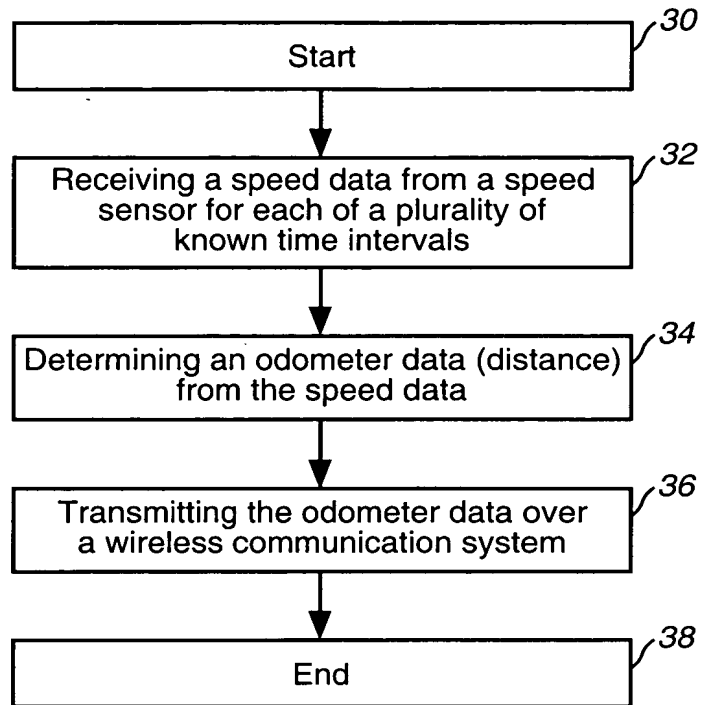 30
Start
32
Receiving a speed data from a speed
sensor for each of a plurality of
known time intervals
34
Determining an odometer data (distance)
from the speed data
36
Transmitting the odometer data over
a wireless communication system
38
End